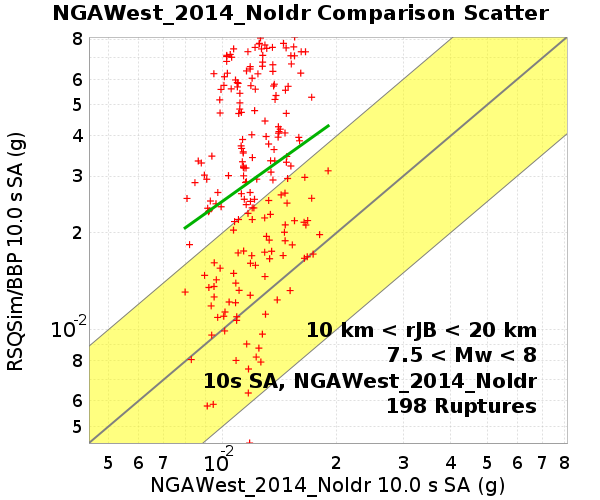 NGAWest_2014_NoIdr Comparison Scatter
RSQSim/BBP 10.0 s SA (g)
8
6
5
4
3
2
10-2
8
6
5
10 km < rJB < 20 km
7.5 < Mw < 8
10s SA, NGAWest_2014_NoIdr
198 Ruptures
5 6 7 10-2 2 3 4 5 6 7 8
NGAWest_2014_NoIdr 10.0 s SA (g)